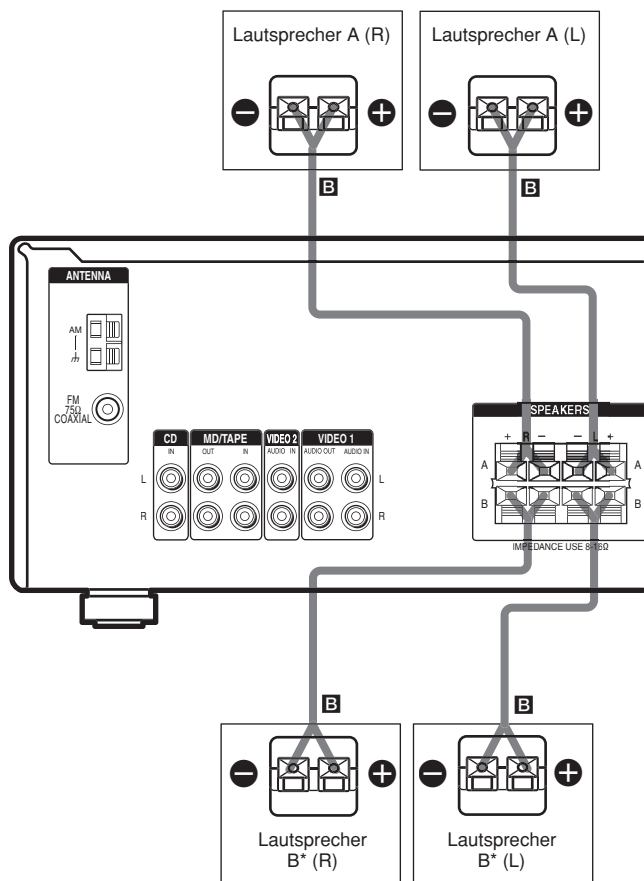 Lautsprecher A (R)
Lautsprecher A (L)
− +
− +
B
B
ANTENNA
AM
FM
75Ω
COAXIAL
SPEAKERS
+ R − − L +
A A
B B
IMPEDANCE USE 8-16Ω
CD MD/TAPE VIDEO 2 VIDEO 1
IN OUT IN AUDIO IN AUDIO OUT AUDIO IN
L L
R R
B
B
− +
− +
Lautsprecher
B* (R)
Lautsprecher
B* (L)